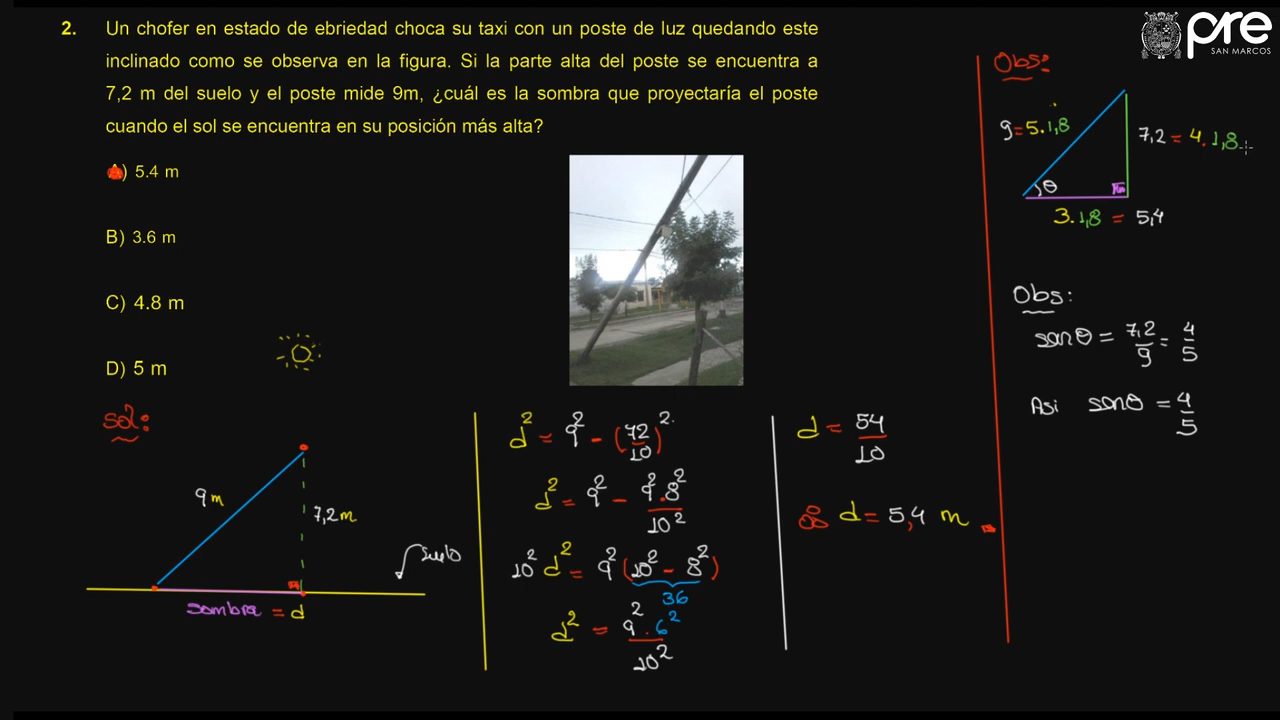 2. Un chofer en estado de ebriedad choca su taxi con un poste de luz quedando este
inclinado como se observa en la figura. Si la parte alta del poste se encuentra a
7,2 m del suelo y el poste mide 9m, ¿cuál es la sombra que proyectaría el poste
cuando el sol se encuentra en su posición más alta?
A) 5.4 m
B) 3.6 m
C) 4.8 m
D) 5 m
Sol:
9m
7,2m
suelo
sombra = d
d² = 9² - (72/10)²
d² = 9² - 9².8²/10²
10² d² = 9² (10² - 8²)
36
d² = 9².6²/10²
d = 54/10
∴ d = 5,4 m
pre
SAN MARCOS
Obs:
9=5.1,8
7,2 = 4.1,8
θ
3.1,8 = 5,4
Obs:
senθ = 7,2/9 = 4/5
Asi senθ = 4/5